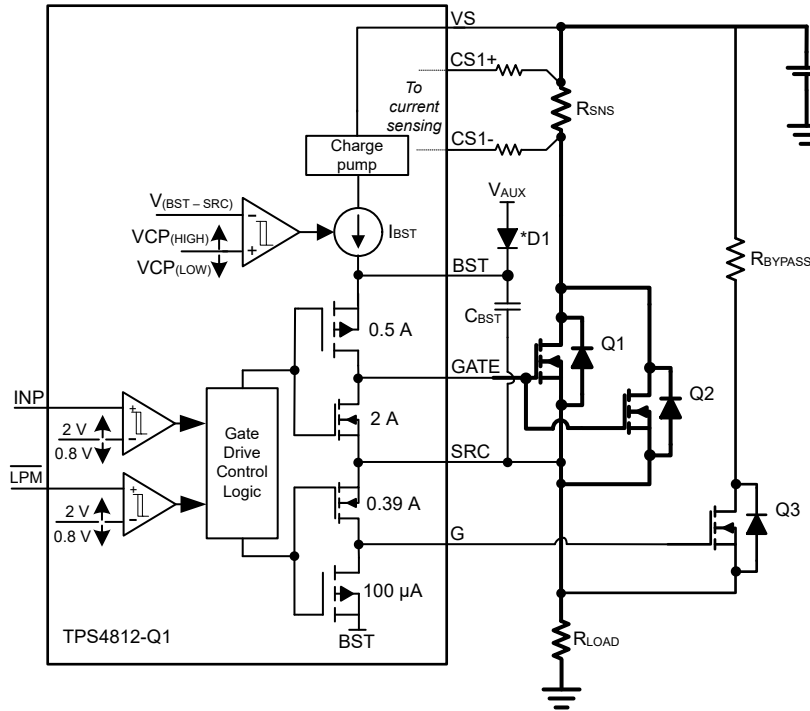 VS
CS1+
To
current
sensing
RSNS
CS1-
Charge
pump
VAUX
V(BST – SRC)
*D1
IBST
VCP(HIGH)
RBYPASS
VCP(LOW)
BST
CBST
0.5 A
Q1
GATE
Q2
INP
2 V
0.8 V
2 A
Gate
Drive
Control
Logic
SRC
LPM
0.39 A
2 V
0.8 V
Q3
G
100 µA
BST
TPS4812-Q1
RLOAD